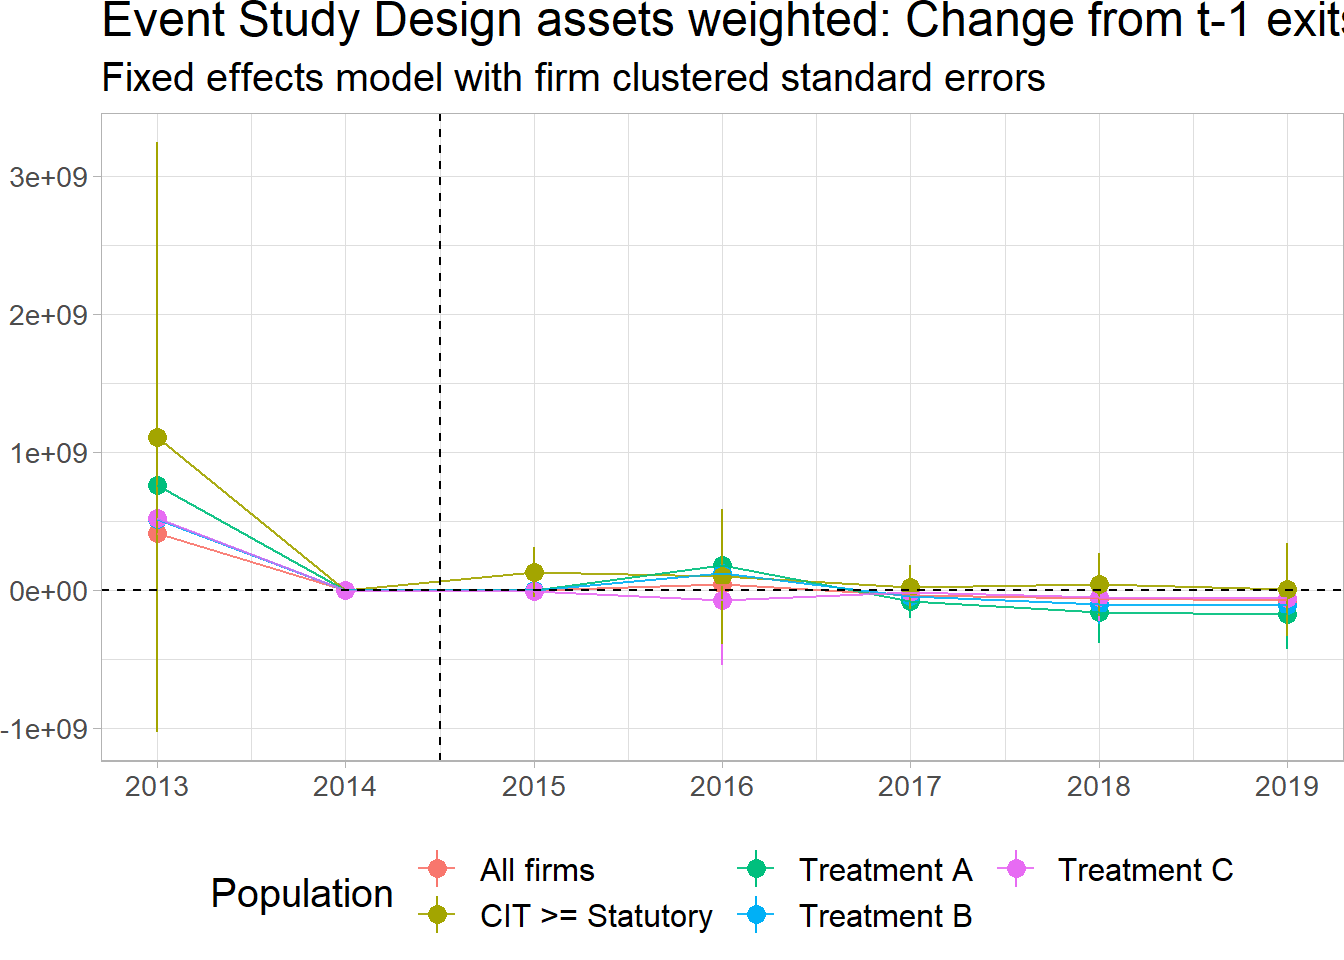 Event Study Design assets weighted: Change from t-1 exits
Fixed effects model with firm clustered standard errors
3e+09
2e+09
1e+09
0e+00
-1e+09
2013 2014 2015 2016 2017 2018 2019
Population
All firms Treatment A Treatment C
CIT >= Statutory Treatment B